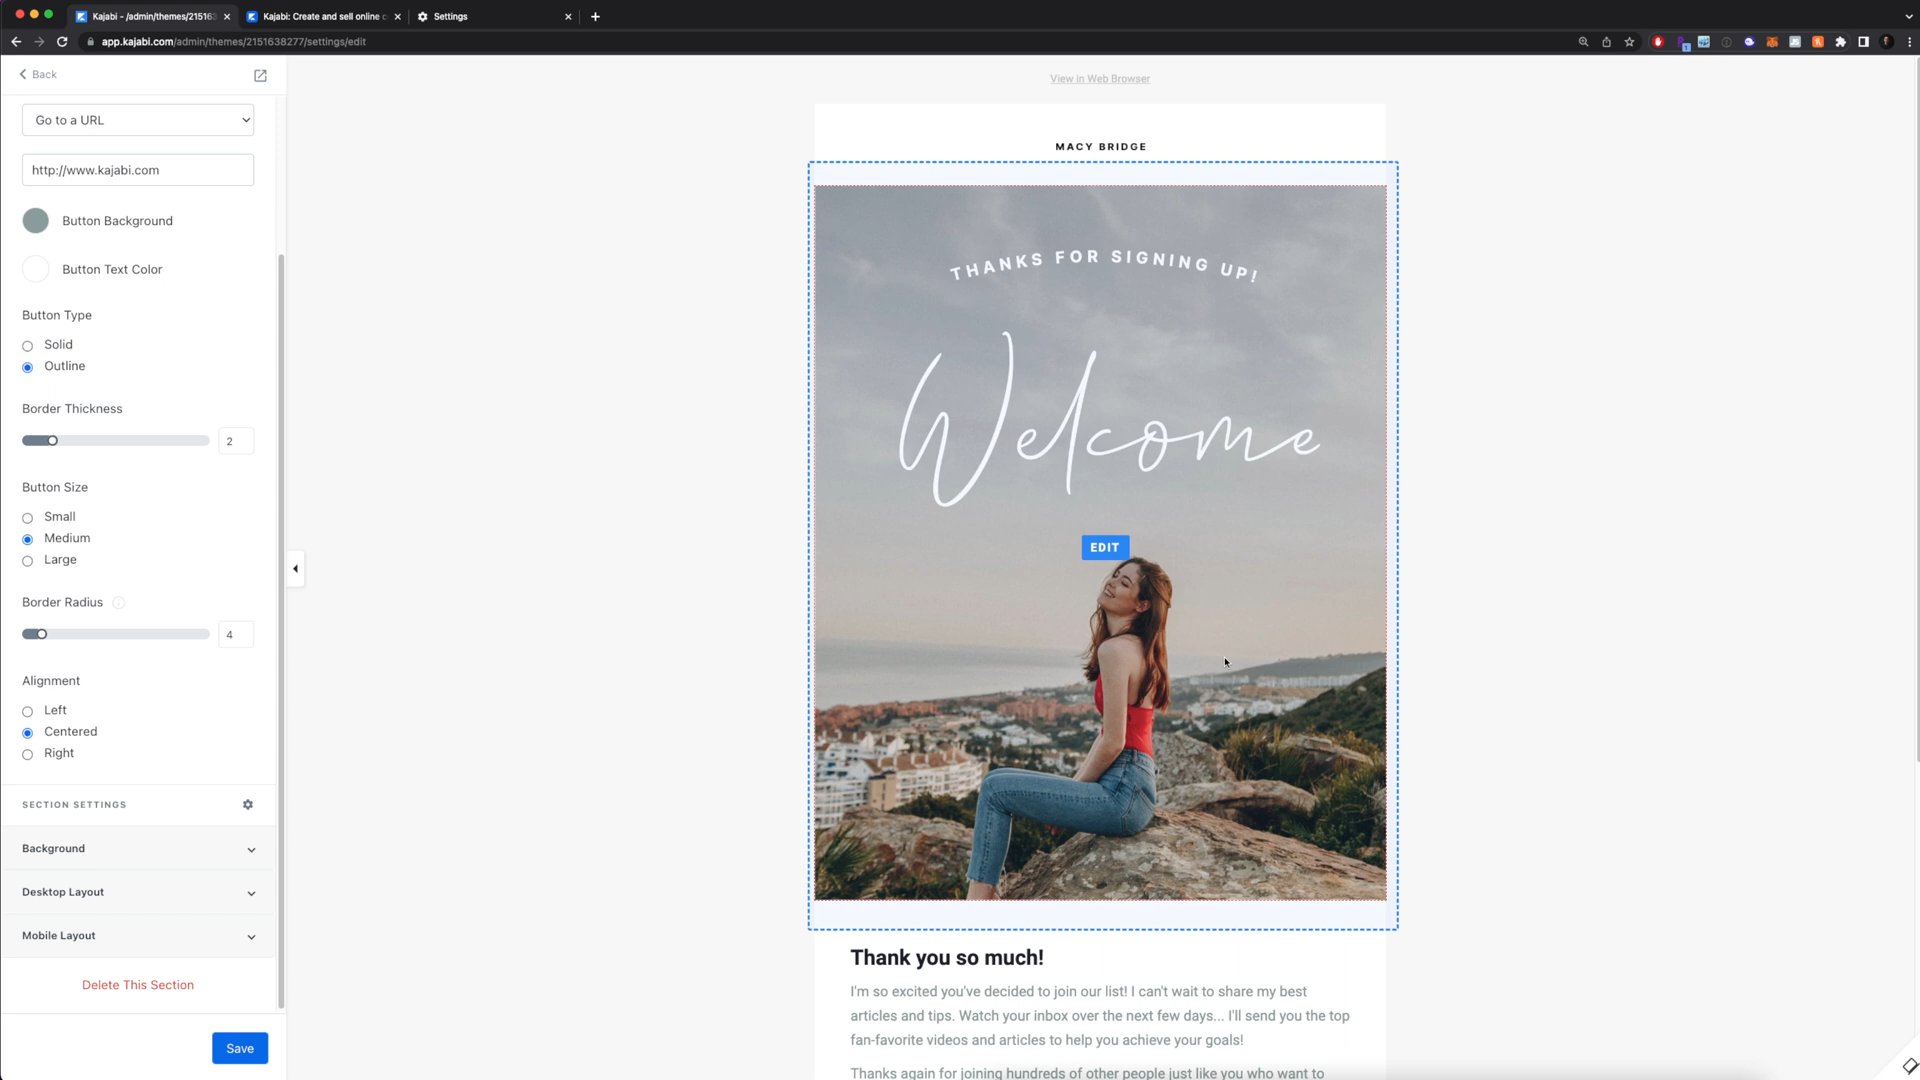 Kajabi - /admin/themes/21516
Kajabi: Create and sell online c
Settings
app.kajabi.com/admin/themes/2151638277/settings/edit
Back
Go to a URL
http://www.kajabi.com
Button Background
Button Text Color
Button Type
Solid
Outline
Border Thickness
2
Button Size
Small
Medium
Large
Border Radius
4
Alignment
Left
Centered
Right
SECTION SETTINGS
Background
Desktop Layout
Mobile Layout
Delete This Section
Save
View in Web Browser
MACY BRIDGE
THANKS FOR SIGNING UP!
Welcome
EDIT
Thank you so much!
I'm so excited you've decided to join our list! I can't wait to share my best
articles and tips. Watch your inbox over the next few days... I'll send you the top
fan-favorite videos and articles to help you achieve your goals!
Thanks again for joining hundreds of other people just like you who want to